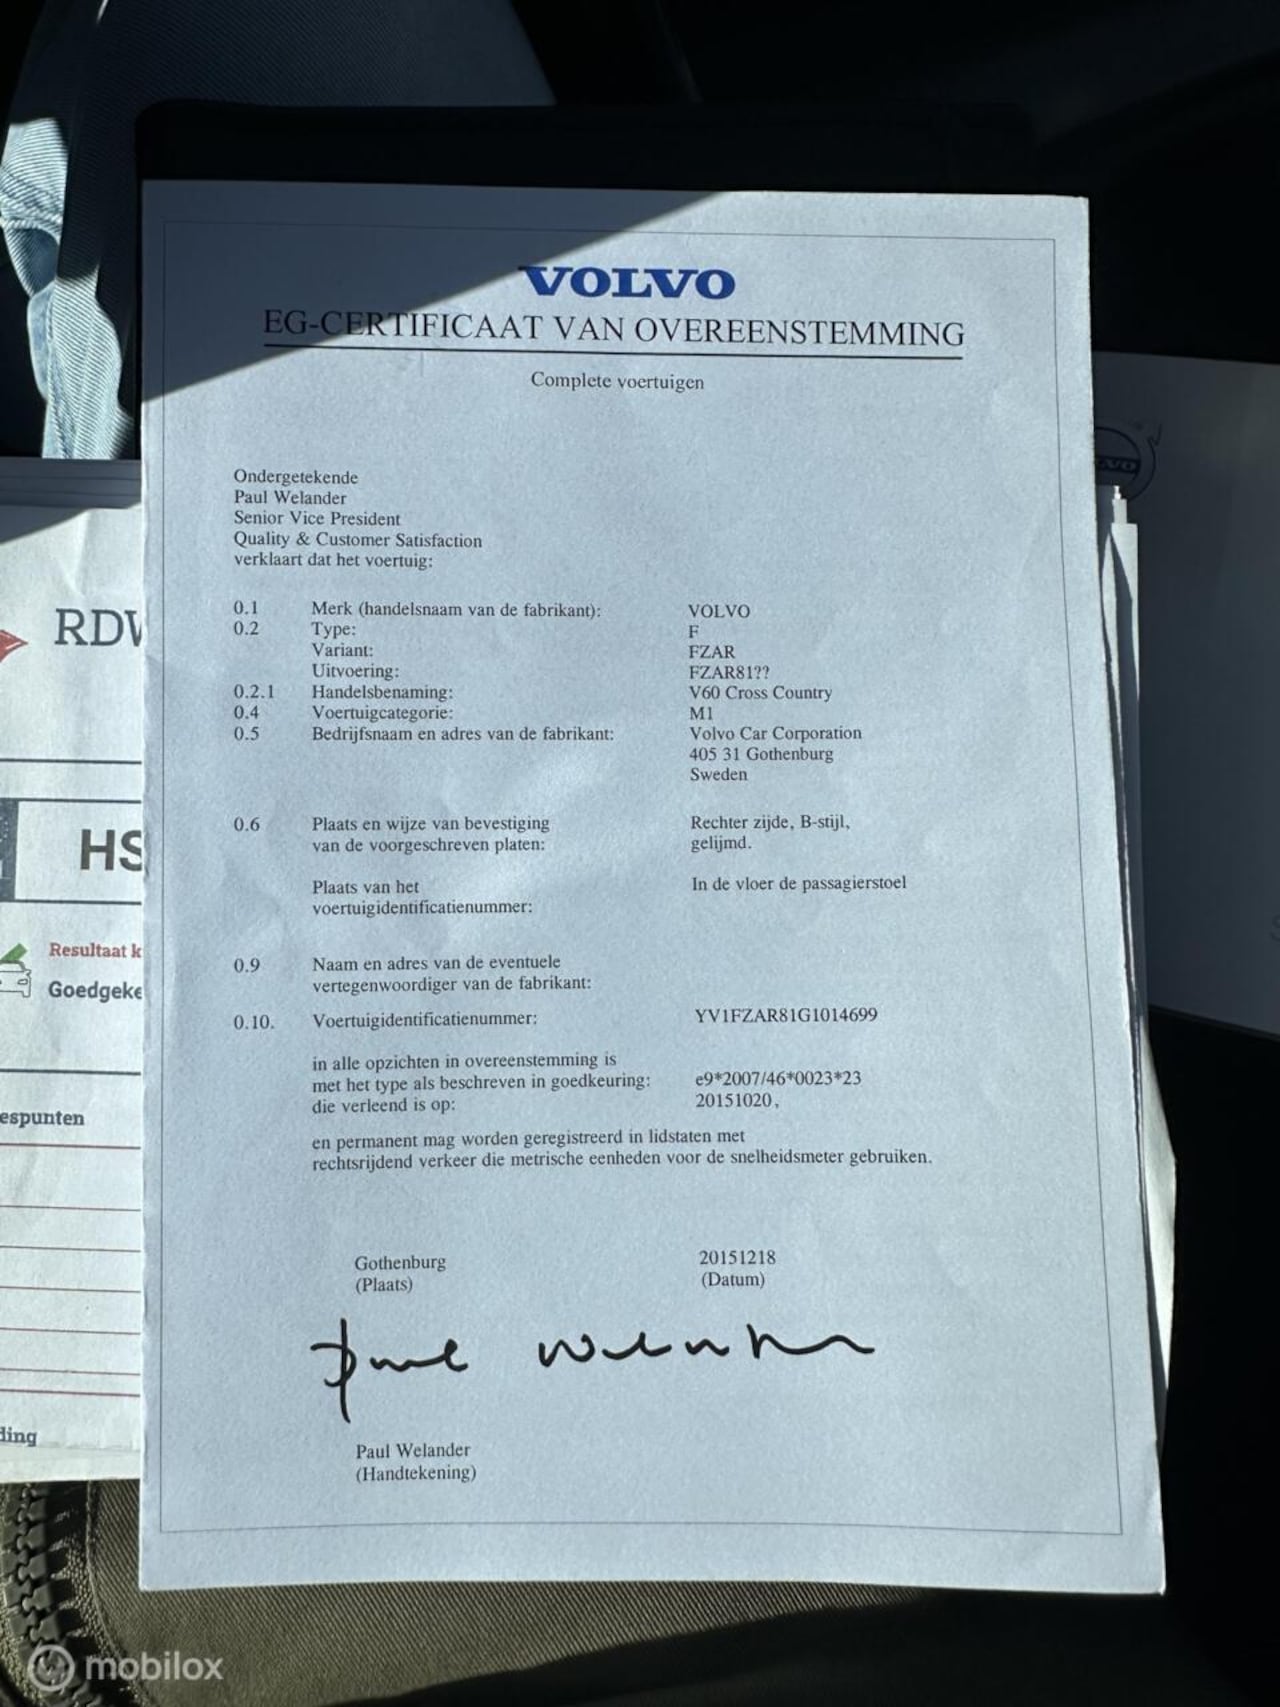 VOLVO
EG-CERTIFICAAT VAN OVEREENSTEMMING
Complete voertuigen
Ondergetekende
Paul Welander
Senior Vice President
Quality & Customer Satisfaction
verklaart dat het voertuig:
0.1 Merk (handelsnaam van de fabrikant): VOLVO
0.2 Type: F
Variant: FZAR
Uitvoering: FZAR81??
0.2.1 Handelsbenaming: V60 Cross Country
0.4 Voertuigcategorie: M1
0.5 Bedrijfsnaam en adres van de fabrikant: Volvo Car Corporation
405 31 Gothenburg
Sweden
0.6 Plaats en wijze van bevestiging Rechter zijde, B-stijl,
van de voorgeschreven platen: gelijmd.
Plaats van het In de vloer de passagierstoel
voertuigidentificatienummer:
0.9 Naam en adres van de eventuele
vertegenwoordiger van de fabrikant:
0.10. Voertuigidentificatienummer: YV1FZAR81G1014699
in alle opzichten in overeenstemming is
met het type als beschreven in goedkeuring: e9*2007/46*0023*23
die verleend is op: 20151020,
en permanent mag worden geregistreerd in lidstaten met
rechtsrijdend verkeer die metrische eenheden voor de snelheidsmeter gebruiken.
Gothenburg 20151218
(Plaats) (Datum)
Paul Welander
Paul Welander
(Handtekening)
RDW
HS
Resultaat k
Goedgeke
espunten
ding
mobilox